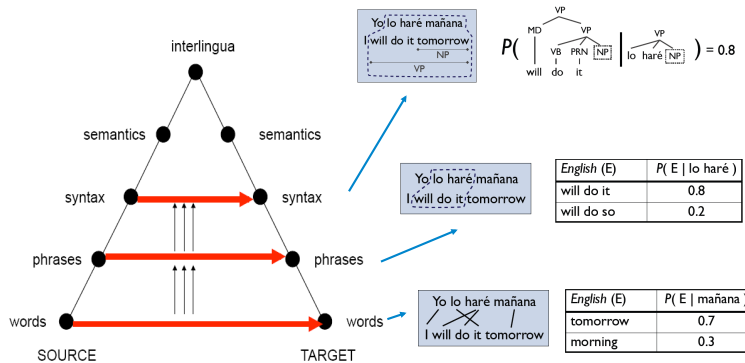 interlingua
semantics
semantics
syntax
syntax
phrases
phrases
words
words
SOURCE
TARGET
Yo lo haré mañana
I will do it tomorrow
NP
VP
P( VP | VP ) = 0.8
MD VP
VB PRN NP
will do it
lo haré NP
Yo lo haré mañana
I will do it tomorrow
English (E) P( E | lo haré )
will do it 0.8
will do so 0.2
Yo lo haré mañana
I will do it tomorrow
English (E) P( E | mañana )
tomorrow 0.7
morning 0.3